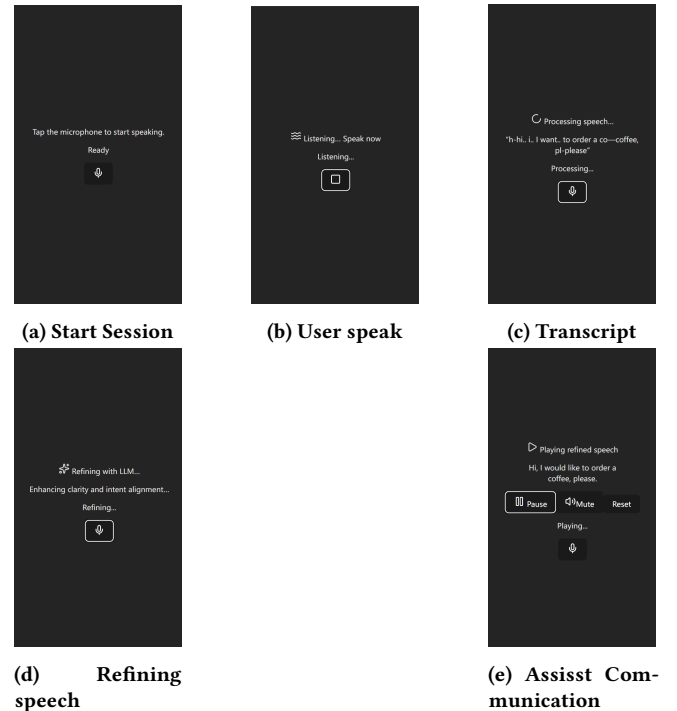 Tap the microphone to start speaking.
Ready
(a) Start Session
Listening... Speak now
Listening...
(b) User speak
Processing speech...
"h-hi.. i.. I want.. to order a co—coffee,
pl-please"
Processing...
(c) Transcript
Refining with LLM...
Enhancing clarity and intent alignment...
Refining...
(d) Refining
speech
Playing refined speech
Hi, I would like to order a
coffee, please.
Pause Mute Reset
Playing...
(e) Assisst Com-
munication